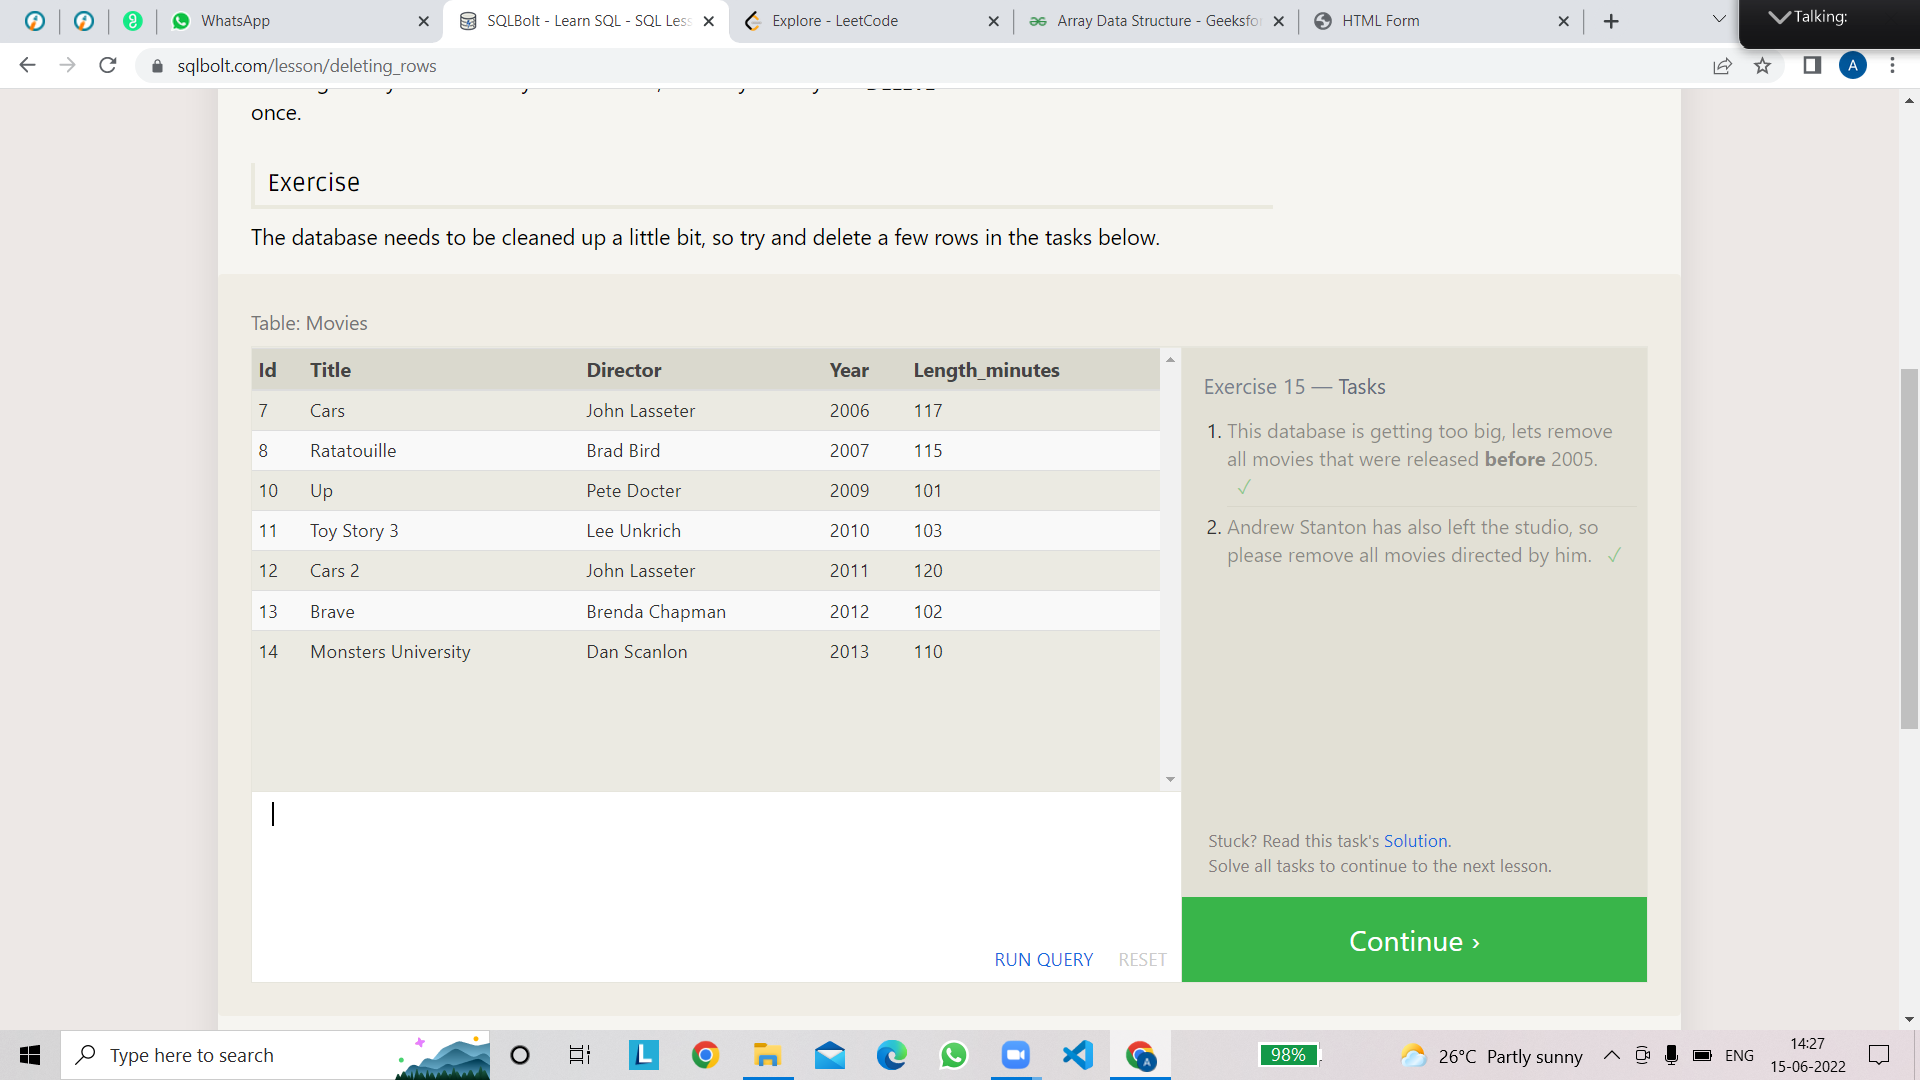 WhatsApp
SQLBolt - Learn SQL - SQL Less
Explore - LeetCode
Array Data Structure - Geeksfo
HTML Form
Talking:
sqlbolt.com/lesson/deleting_rows
A
once.
Exercise
The database needs to be cleaned up a little bit, so try and delete a few rows in the tasks below.
Table: Movies
Id Title Director Year Length_minutes
7 Cars John Lasseter 2006 117
8 Ratatouille Brad Bird 2007 115
10 Up Pete Docter 2009 101
11 Toy Story 3 Lee Unkrich 2010 103
12 Cars 2 John Lasseter 2011 120
13 Brave Brenda Chapman 2012 102
14 Monsters University Dan Scanlon 2013 110
Exercise 15 — Tasks
1. This database is getting too big, lets remove
all movies that were released before 2005.
✓
2. Andrew Stanton has also left the studio, so
please remove all movies directed by him. ✓
Stuck? Read this task's Solution.
Solve all tasks to continue to the next lesson.
RUN QUERY RESET
Continue ›
Type here to search
L
A
98%
26°C Partly sunny
ENG
14:27
15-06-2022